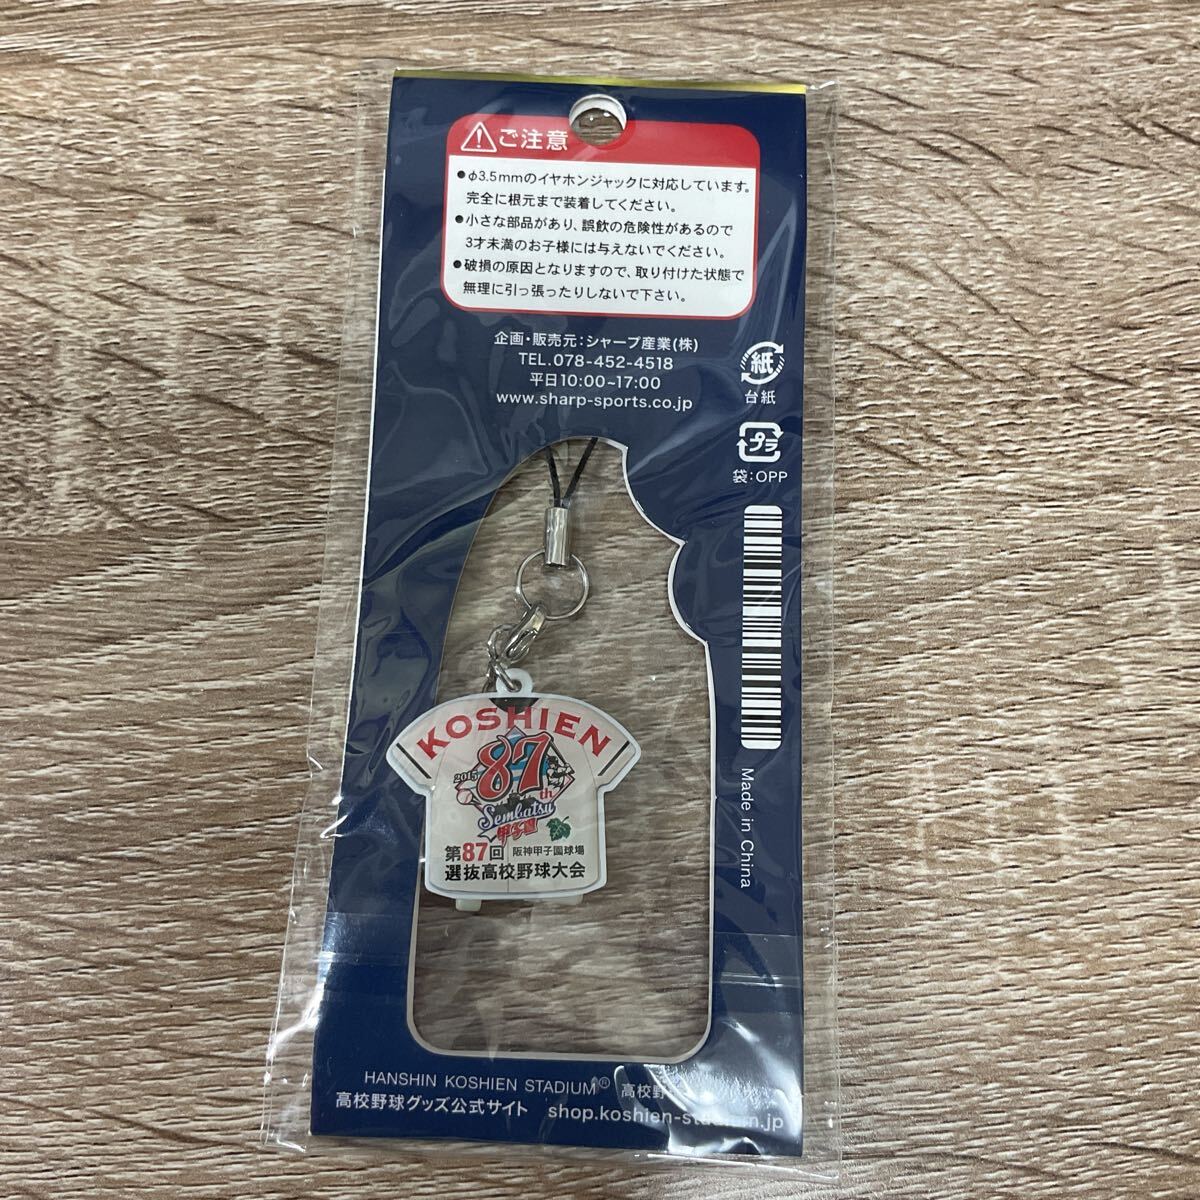 ご注意
●φ3.5mmのイヤホンジャックに対応しています。
完全に根元まで装着してください。
●小さな部品があり、誤飲の危険性があるので
3才未満のお子様には与えないでください。
●破損の原因となりますので、取り付けた状態で
無理に引っ張ったりしないで下さい。
企画・販売元：シャープ産業(株)
TEL.078-452-4518
平日10:00~17:00
www.sharp-sports.co.jp
紙
台紙
プラ
袋：OPP
Made in China
KOSHIEN
2015
87th
Sembatsu
甲子園
第87回 阪神甲子園球場
選抜高校野球大会
HANSHIN KOSHIEN STADIUM® 高校野
高校野球グッズ公式サイト shop.koshien-stadium.jp